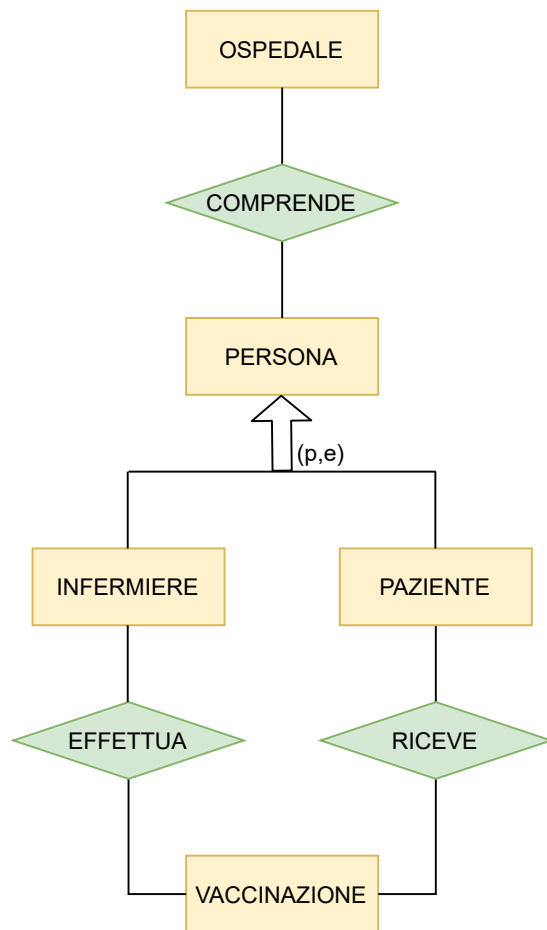 OSPEDALE
COMPRENDE
PERSONA
(p,e)
INFERMIERE
PAZIENTE
EFFETTUA
RICEVE
VACCINAZIONE